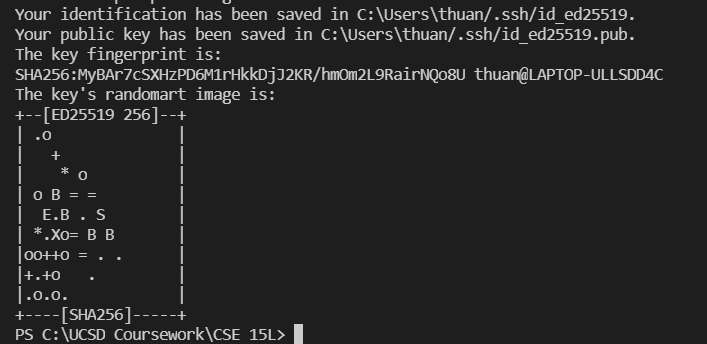 Your identification has been saved in C:\Users\thuan/.ssh/id_ed25519.
Your public key has been saved in C:\Users\thuan/.ssh/id_ed25519.pub.
The key fingerprint is:
SHA256:MyBAr7cSXHzPD6M1rHkkDjJ2KR/hmOm2L9RairNQo8U thuan@LAPTOP-ULLSDD4C
The key's randomart image is:
+--[ED25519 256]--+
| .o              |
|   +             |
|    * o          |
| o B = =         |
|  E.B . S        |
| *.Xo= B B       |
|oo++o = . .      |
|+.+o   .         |
|.o.o.            |
+----[SHA256]-----+
PS C:\UCSD Coursework\CSE 15L>